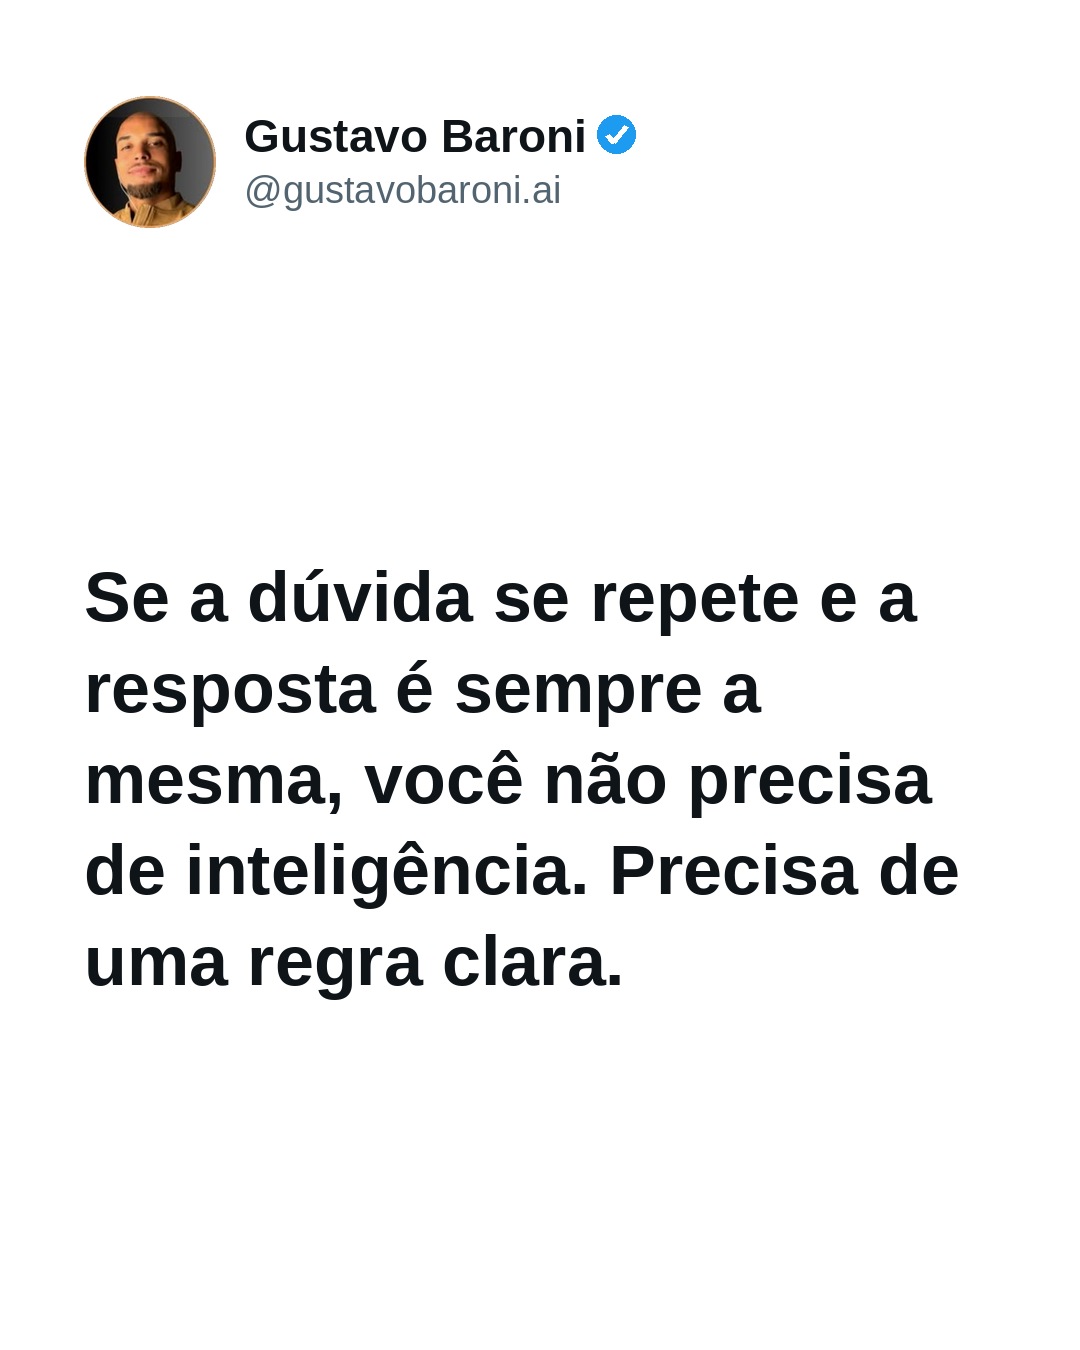 Gustavo Baroni
@gustavobaroni.ai
Se a dúvida se repete e a
resposta é sempre a
mesma, você não precisa
de inteligência. Precisa de
uma regra clara.